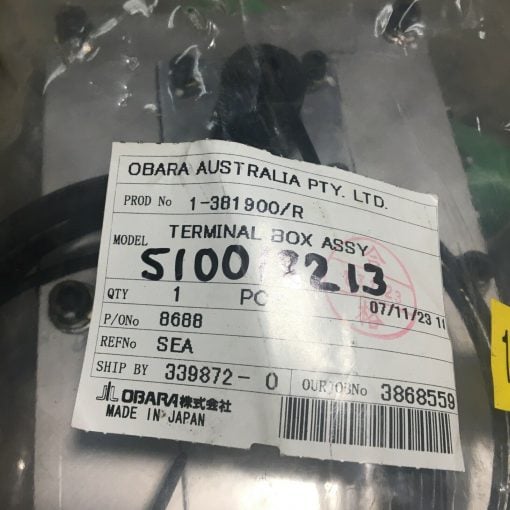 OBARA AUSTRALIA PTY. LTD.
PROD No 1-381900/R
MODEL TERMINAL BOX ASSY
S10012213
QTY 1 PC 07/11/23
P/ONo 8688
REFNo SEA
SHIP BY 339872-0 OURJOBNo 3868559
OBARA株式会社
MADE IN JAPAN